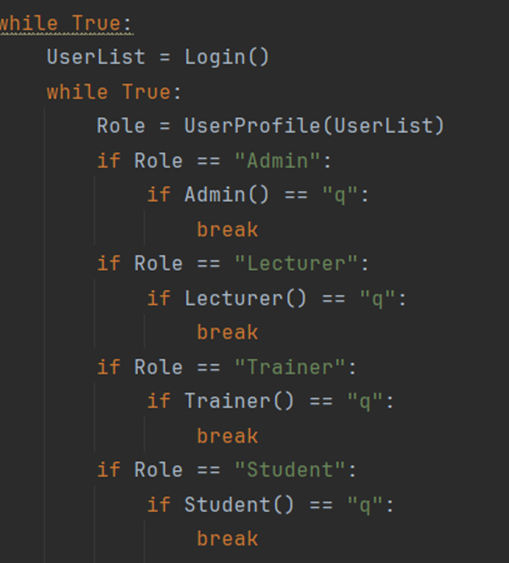 while True:
    UserList = Login()
    while True:
        Role = UserProfile(UserList)
        if Role == "Admin":
            if Admin() == "q":
                break
        if Role == "Lecturer":
            if Lecturer() == "q":
                break
        if Role == "Trainer":
            if Trainer() == "q":
                break
        if Role == "Student":
            if Student() == "q":
                break